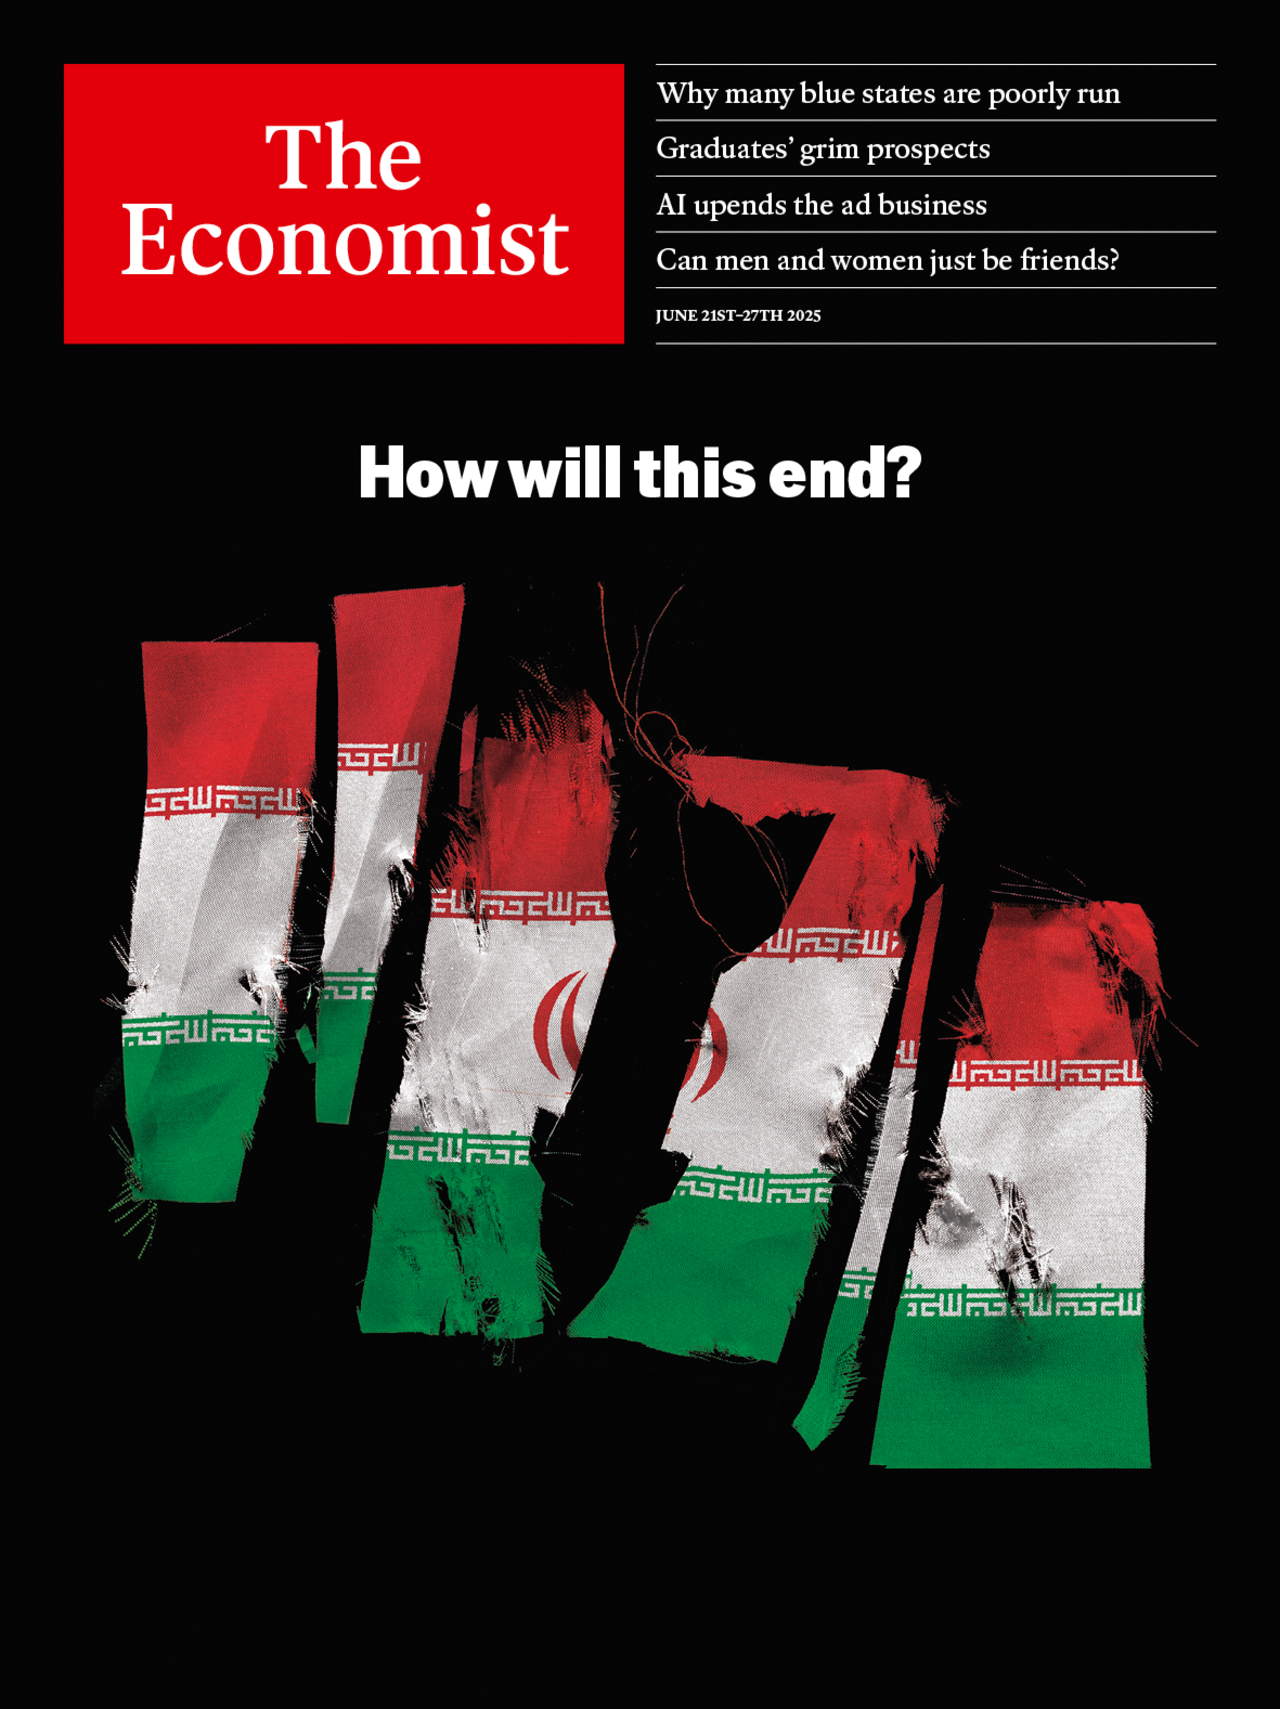 The
Economist
Why many blue states are poorly run
Graduates’ grim prospects
AI upends the ad business
Can men and women just be friends?
JUNE 21ST–27TH 2025
How will this end?